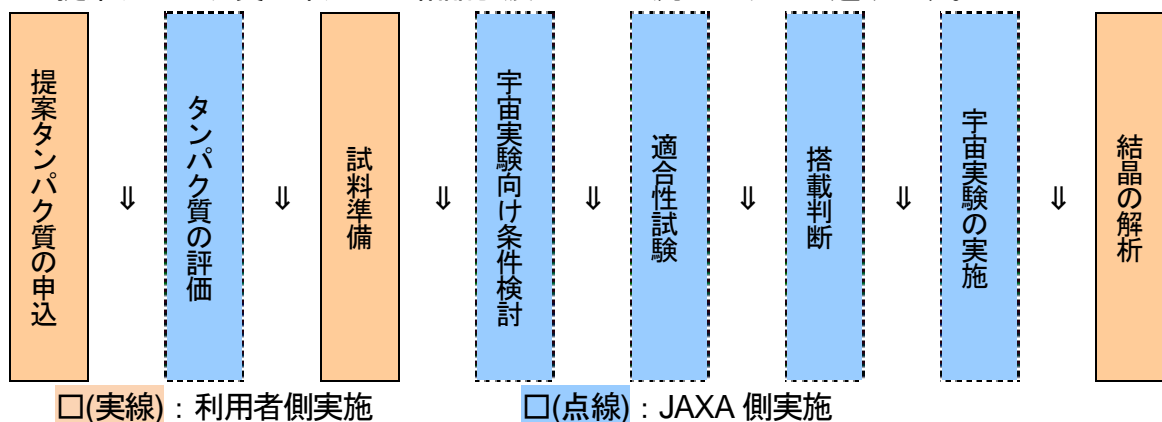 提案タンパク質の申込
⇓
タンパク質の評価
⇓
試料準備
⇓
宇宙実験向け条件検討
⇓
適合性試験
⇓
搭載判断
⇓
宇宙実験の実施
⇓
結晶の解析
□(実線)：利用者側実施
□(点線)：JAXA 側実施